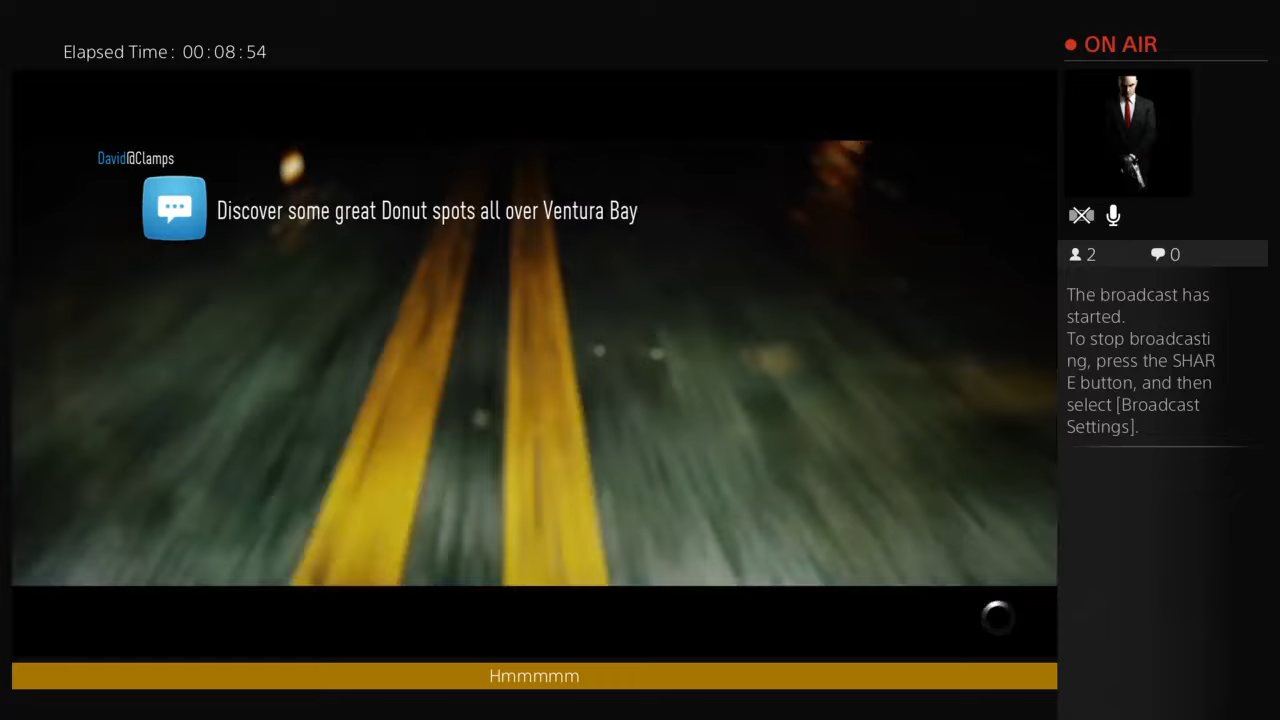 Elapsed Time: 00:08:54
ON AIR
David@Clamps
Discover some great Donut spots all over Ventura Bay
2
0
The broadcast has
started.
To stop broadcasti
ng, press the SHAR
E button, and then
select [Broadcast
Settings].
Hmmmmm